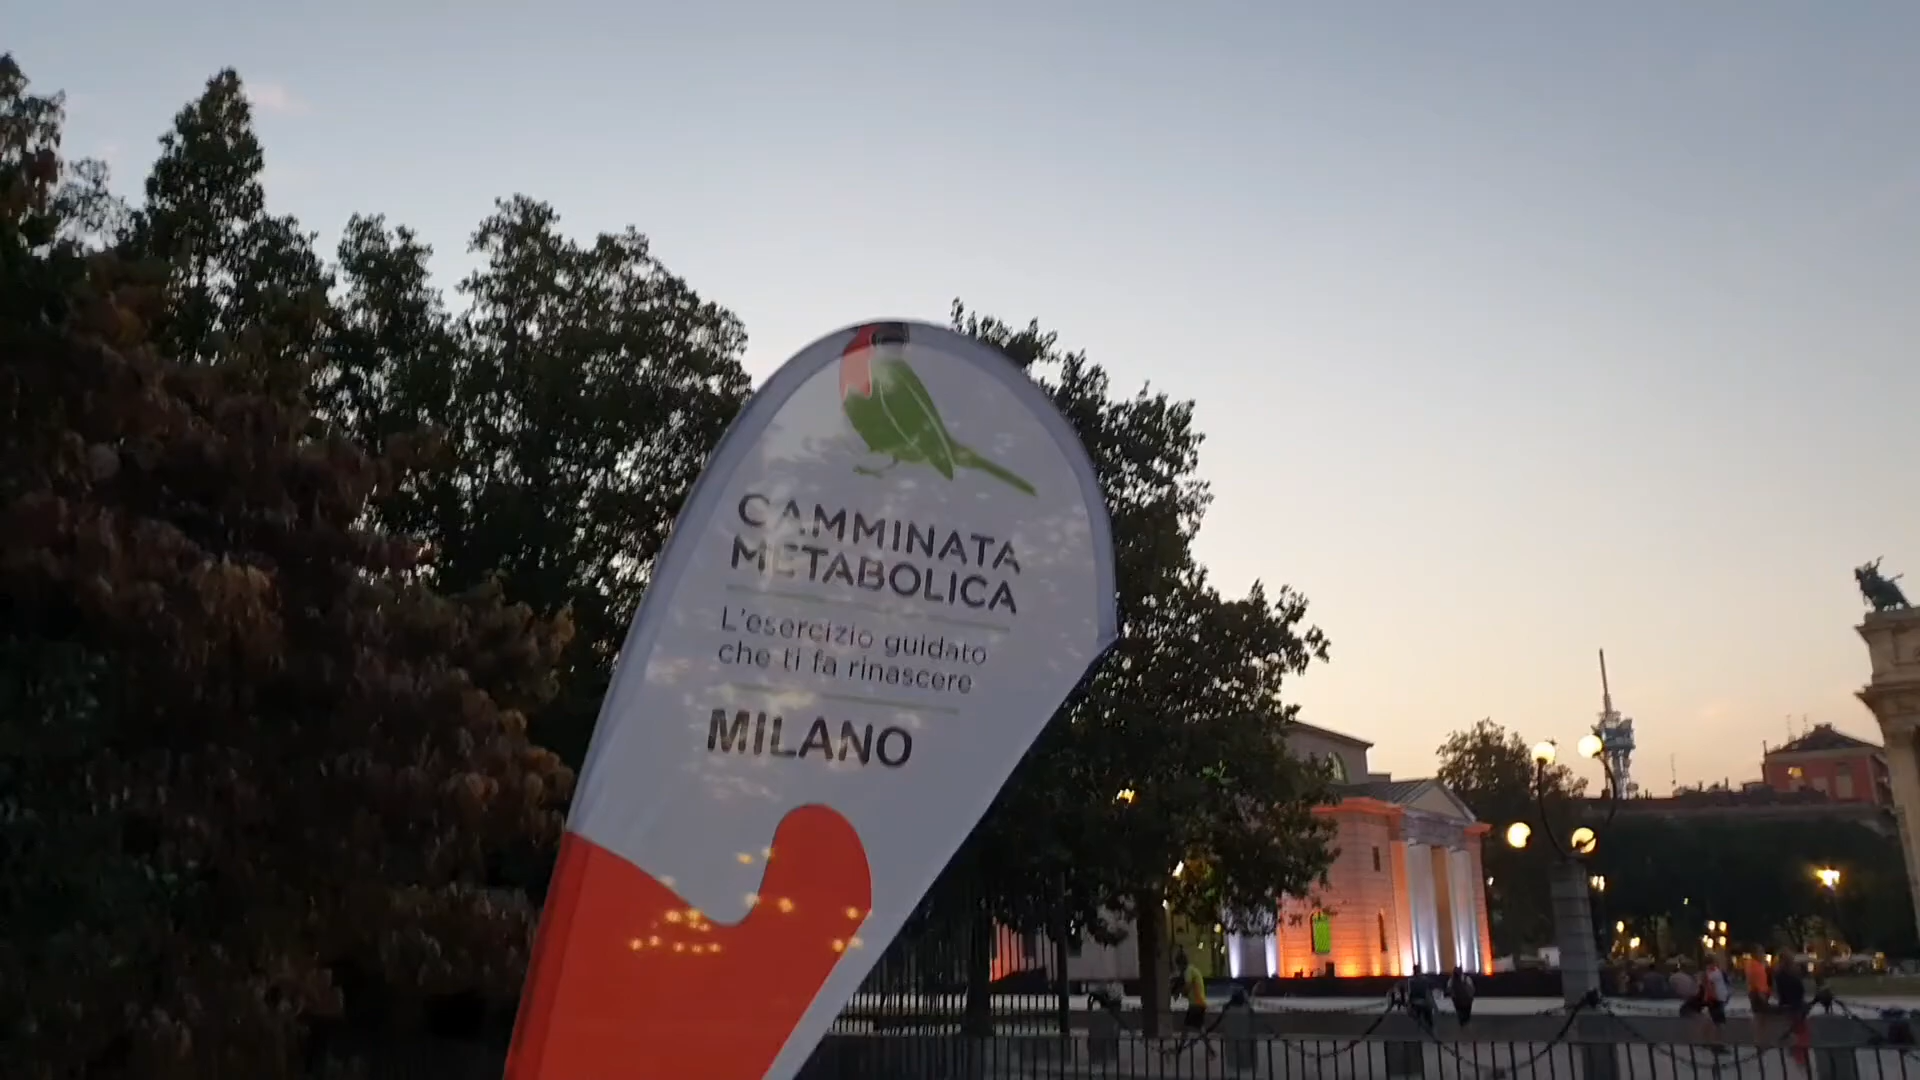 CAMMINATA
METABOLICA
L'esercizio guidato
che ti fa rinascere
MILANO